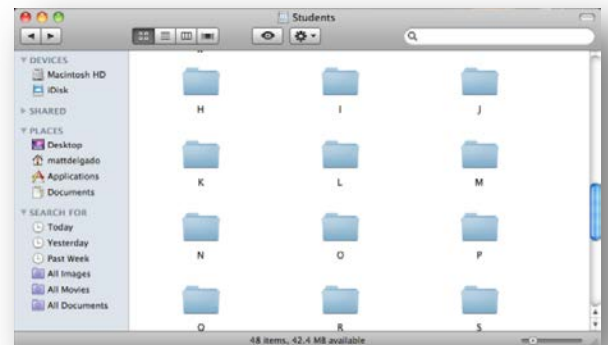 Students
DEVICES
Macintosh HD
iDisk
SHARED
PLACES
Desktop
mattdelgado
Applications
Documents
SEARCH FOR
Today
Yesterday
Past Week
All Images
All Movies
All Documents
H I J
K L M
N O P
Q R S
48 items, 42.4 MB available